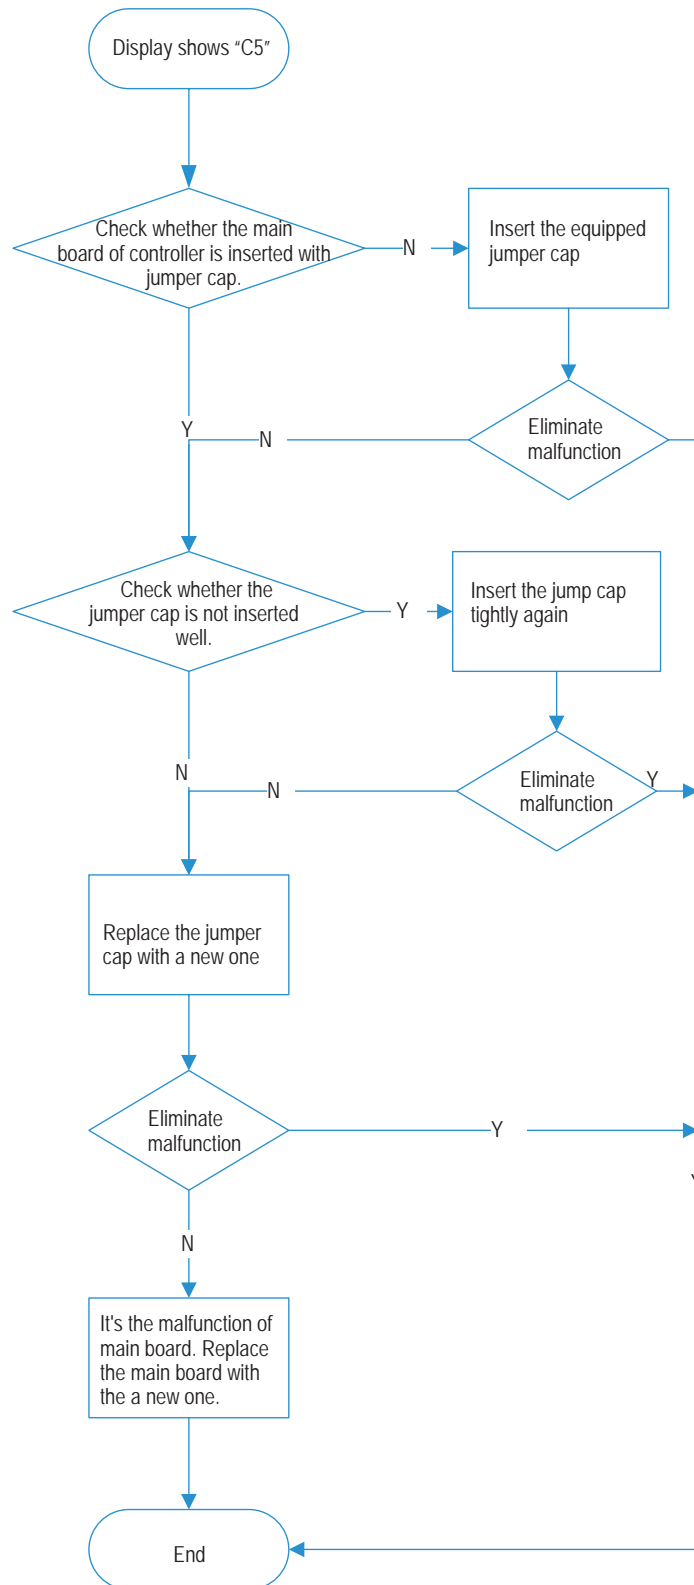 Display shows “C5”
Check whether the main
board of controller is inserted with
jumper cap.
N
Insert the equipped
jumper cap
Y
N
Eliminate
malfunction
Check whether the
jumper cap is not inserted
well.
Y
Insert the jump cap
tightly again
N
N
Eliminate
malfunction
Y
Replace the jumper
cap with a new one
Eliminate
malfunction
Y
Y
N
It's the malfunction of
main board. Replace
the main board with
the a new one.
End